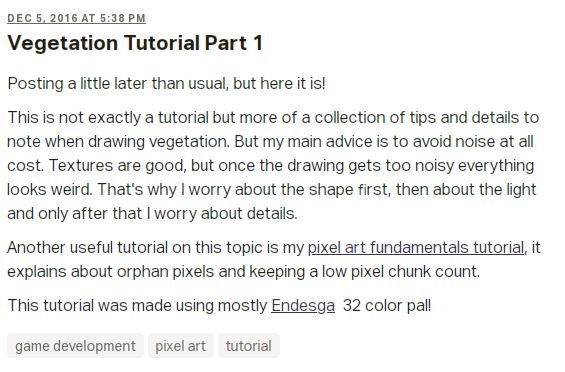 DEC 5, 2016 AT 5:38 PM
Vegetation Tutorial Part 1
Posting a little later than usual, but here it is!
This is not exactly a tutorial but more of a collection of tips and details to
note when drawing vegetation. But my main advice is to avoid noise at all
cost. Textures are good, but once the drawing gets too noisy everything
looks weird. That's why I worry about the shape first, then about the light
and only after that I worry about details.
Another useful tutorial on this topic is my pixel art fundamentals tutorial, it
explains about orphan pixels and keeping a low pixel chunk count.
This tutorial was made using mostly Endesga 32 color pal!
game development pixel art tutorial